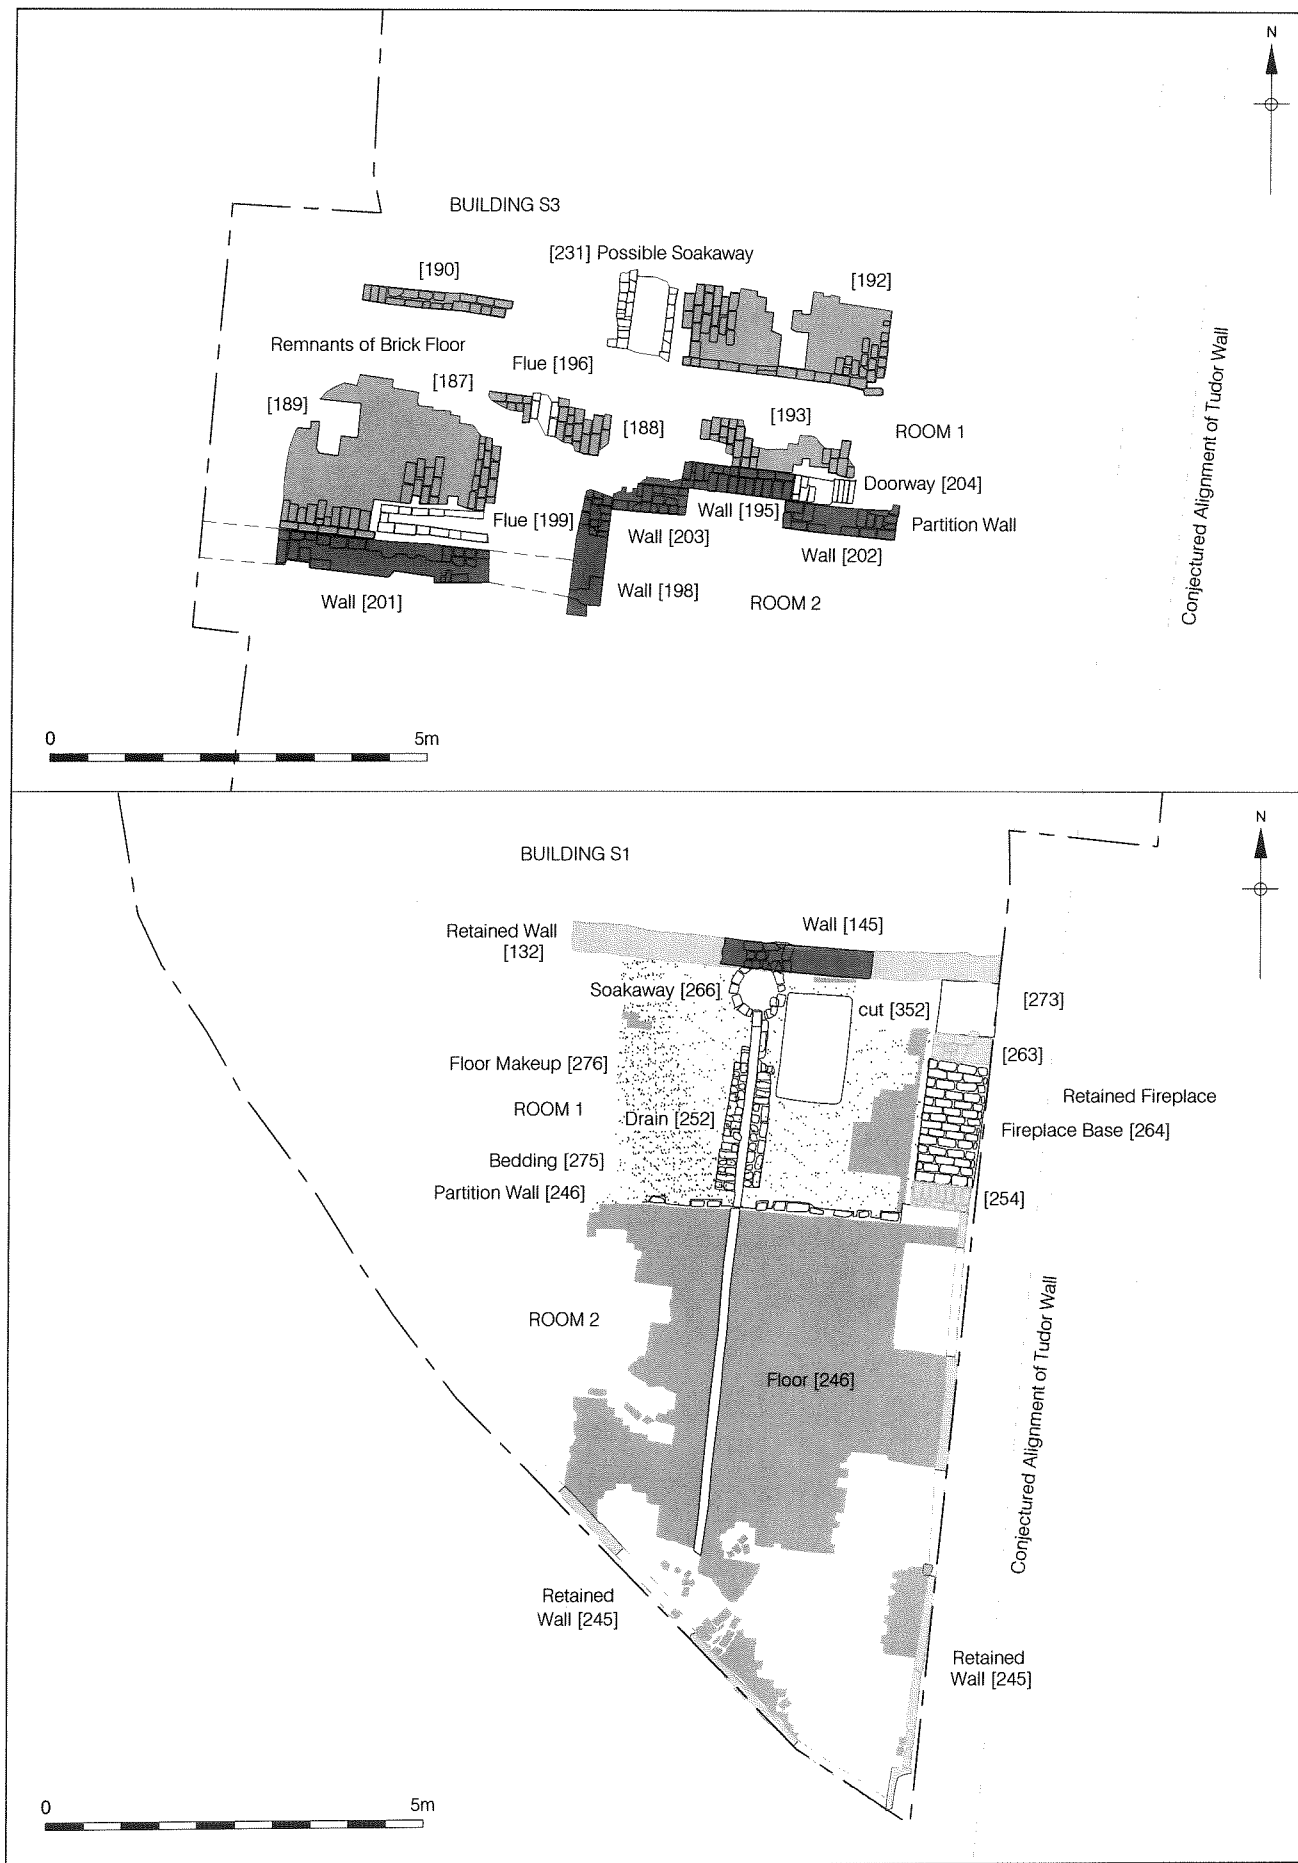 N
BUILDING S3
[231] Possible Soakaway
[190]
[192]
Remnants of Brick Floor
Flue [196]
[187]
[189]
[188]
[193]
ROOM 1
Doorway [204]
Flue [199]
Wall [195]
Partition Wall
Wall [203]
Wall [202]
Wall [198]
Wall [201]
ROOM 2
Conjectured Alignment of Tudor Wall
0
5m
N
BUILDING S1
Wall [145]
Retained Wall
[132]
Soakaway [266]
cut [352]
[273]
[263]
Floor Makeup [276]
Retained Fireplace
ROOM 1
Drain [252]
Fireplace Base [264]
Bedding [275]
Partition Wall [246]
[254]
ROOM 2
Floor [246]
Conjectured Alignment of Tudor Wall
Retained
Wall [245]
Retained
Wall [245]
0
5m